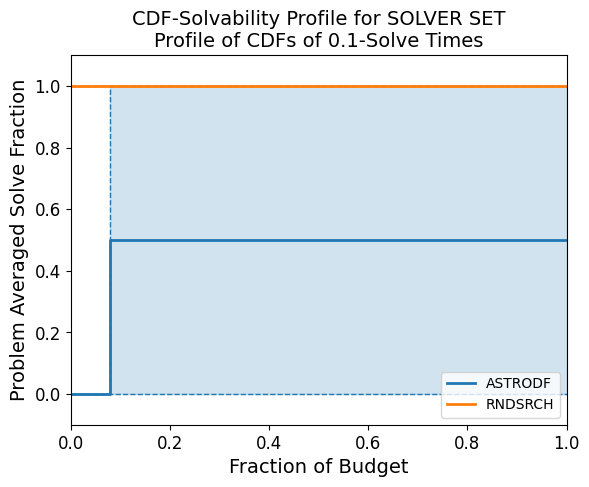 CDF-Solvability Profile for SOLVER SET
Profile of CDFs of 0.1-Solve Times
Problem Averaged Solve Fraction
1.0
0.8
0.6
0.4
0.2
0.0
ASTRODF
RNDSRCH
0.0 0.2 0.4 0.6 0.8 1.0
Fraction of Budget